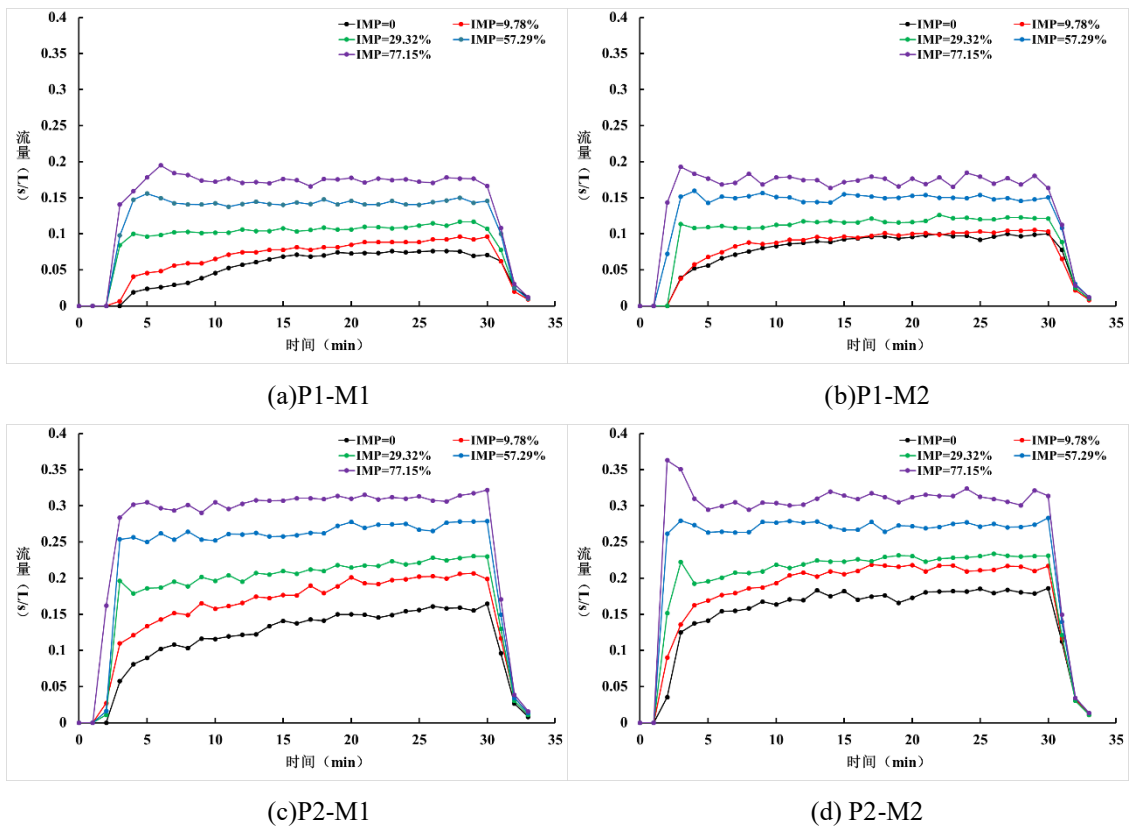 0.4
0.35
0.3
0.25
0.2
0.15
0.1
0.05
0
0 5 10 15 20 25 30 35
流量 (L/s)
时间（min）
IMP=0 IMP=9.78%
IMP=29.32% IMP=57.29%
IMP=77.15%
(a)P1-M1
0.4
0.35
0.3
0.25
0.2
0.15
0.1
0.05
0
0 5 10 15 20 25 30 35
流量 (L/s)
时间（min）
IMP=0 IMP=9.78%
IMP=29.32% IMP=57.29%
IMP=77.15%
(b)P1-M2
0.4
0.35
0.3
0.25
0.2
0.15
0.1
0.05
0
0 5 10 15 20 25 30 35
流量 (L/s)
时间（min）
IMP=0 IMP=9.78%
IMP=29.32% IMP=57.29%
IMP=77.15%
(c)P2-M1
0.4
0.35
0.3
0.25
0.2
0.15
0.1
0.05
0
0 5 10 15 20 25 30 35
流量 (L/s)
时间（min）
IMP=0 IMP=9.78%
IMP=29.32% IMP=57.29%
IMP=77.15%
(d) P2-M2